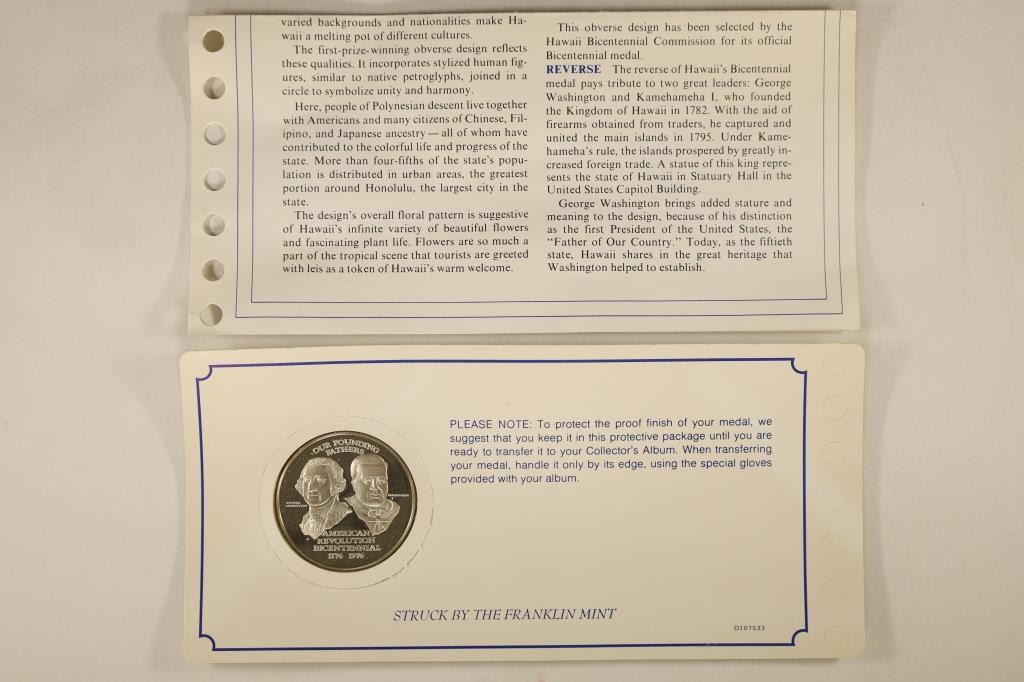 varied backgrounds and nationalities make Ha-
waii a melting pot of different cultures.
The first-prize-winning obverse design reflects
these qualities. It incorporates stylized human fig-
ures, similar to native petroglyphs, joined in a
circle to symbolize unity and harmony.
Here, people of Polynesian descent live together
with Americans and many citizens of Chinese, Fil-
ipino, and Japanese ancestry — all of whom have
contributed to the colorful life and progress of the
state. More than four-fifths of the state's popu-
lation is distributed in urban areas, the greatest
portion around Honolulu, the largest city in the
state.
The design's overall floral pattern is suggestive
of Hawaii's infinite variety of beautiful flowers
and fascinating plant life. Flowers are so much a
part of the tropical scene that tourists are greeted
with leis as a token of Hawaii's warm welcome.
This obverse design has been selected by the
Hawaii Bicentennial Commission for its official
Bicentennial medal.
REVERSE The reverse of Hawaii's Bicentennial
medal pays tribute to two great leaders: George
Washington and Kamehameha I, who founded
the Kingdom of Hawaii in 1782. With the aid of
firearms obtained from traders, he captured and
united the main islands in 1795. Under Kame-
hameha's rule, the islands prospered by greatly in-
creased foreign trade. A statue of this king repre-
sents the state of Hawaii in Statuary Hall in the
United States Capitol Building.
George Washington brings added stature and
meaning to the design, because of his distinction
as the first President of the United States, the
"Father of Our Country." Today, as the fiftieth
state, Hawaii shares in the great heritage that
Washington helped to establish.
OUR FOUNDING
FATHERS
AMERICAN
REVOLUTION
BICENTENNIAL
1776 1976
PLEASE NOTE: To protect the proof finish of your medal, we
suggest that you keep it in this protective package until you are
ready to transfer it to your Collector's Album. When transferring
your medal, handle it only by its edge, using the special gloves
provided with your album.
STRUCK BY THE FRANKLIN MINT
D107533